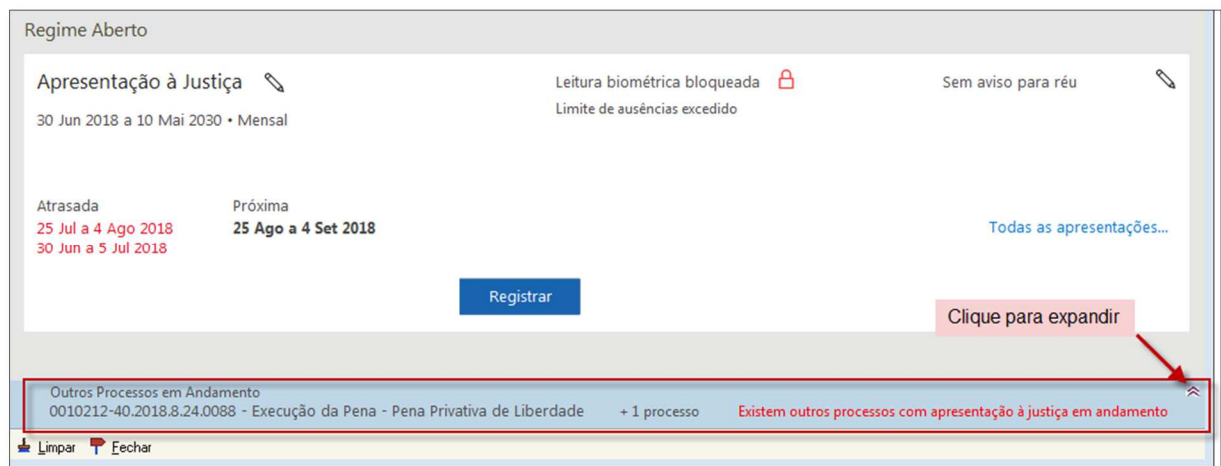 Regime Aberto
Apresentação à Justiça
Leitura biométrica bloqueada
Sem aviso para réu
30 Jun 2018 a 10 Mai 2030 • Mensal
Limite de ausências excedido
Atrasada
Próxima
25 Jul a 4 Ago 2018
25 Ago a 4 Set 2018
Todas as apresentações...
30 Jun a 5 Jul 2018
Registrar
Clique para expandir
Outros Processos em Andamento
0010212-40.2018.8.24.0088 - Execução da Pena - Pena Privativa de Liberdade + 1 processo Existem outros processos com apresentação à justiça em andamento
Limpar Fechar